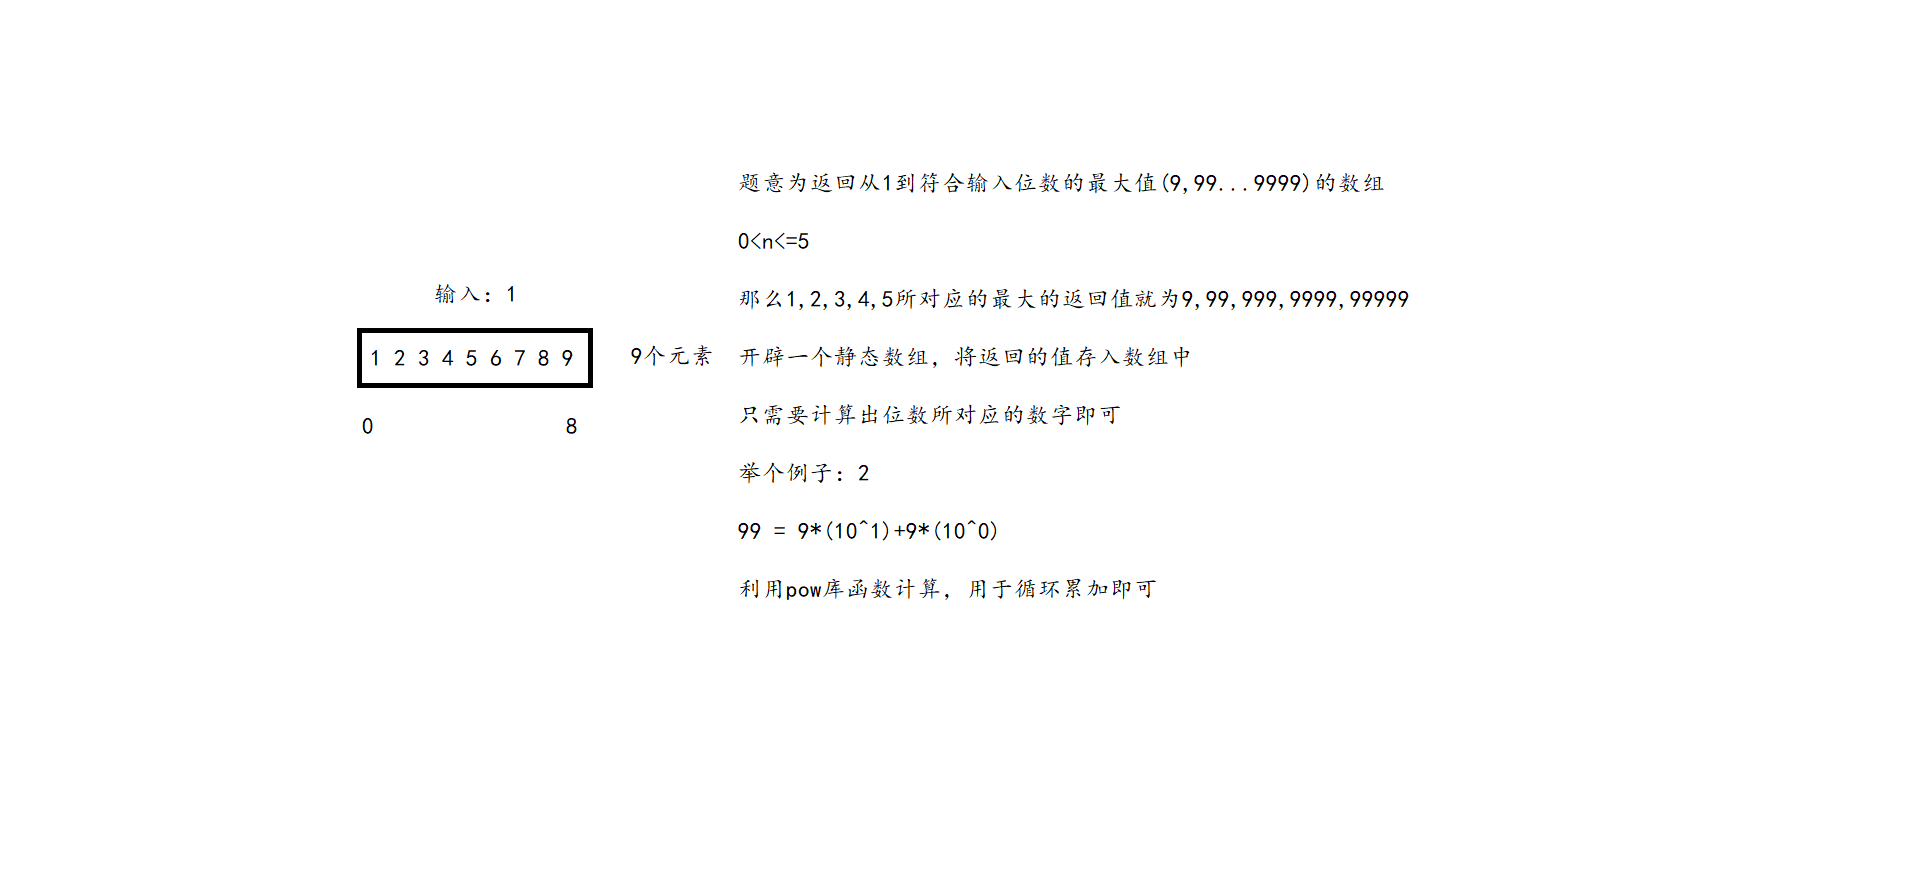 输入：1
1 2 3 4 5 6 7 8 9
0 8
9个元素
题意为返回从1到符合输入位数的最大值(9,99...9999)的数组
0<n<=5
那么1,2,3,4,5所对应的最大的返回值就为9,99,999,9999,99999
开辟一个静态数组，将返回的值存入数组中
只需要计算出位数所对应的数字即可
举个例子：2
99 = 9*(10^1)+9*(10^0)
利用pow库函数计算，用于循环累加即可